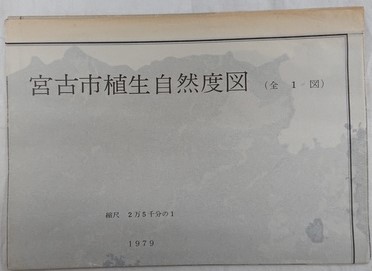 宮古市植生自然度図 (全 1 図)
縮尺 2万5千分の1
1979